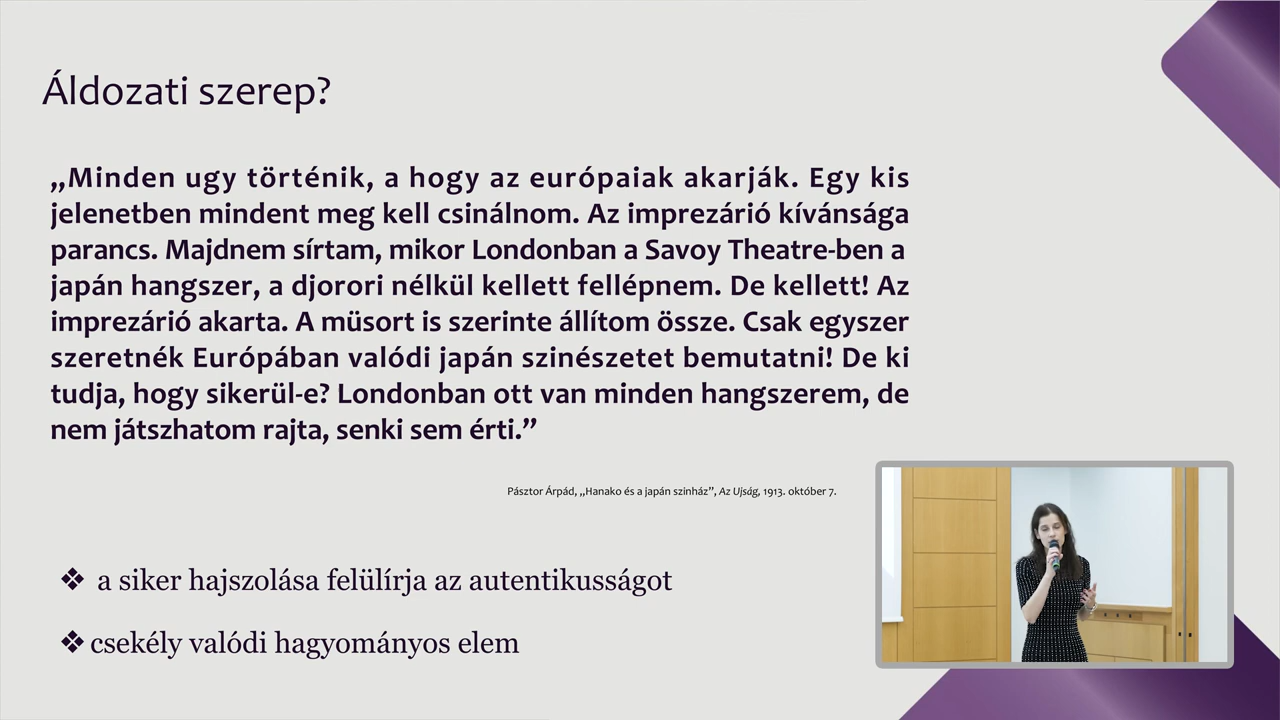 Áldozati szerep?
„Minden ugy történik, a hogy az európaiak akarják. Egy kis
jelenetben mindent meg kell csinálnom. Az imprezárió kívánsága
parancs. Majdnem sírtam, mikor Londonban a Savoy Theatre-ben a
japán hangszer, a djorori nélkül kellett fellépnem. De kellett! Az
imprezárió akarta. A müsort is szerinte állítom össze. Csak egyszer
szeretnék Európában valódi japán szinészetet bemutatni! De ki
tudja, hogy sikerül-e? Londonban ott van minden hangszerem, de
nem játszhatom rajta, senki sem érti.”
Pásztor Árpád, „Hanako és a japán szinház”, Az Ujság, 1913. október 7.
❖ a siker hajszolása felülírja az autentikusságot
❖ csekély valódi hagyományos elem